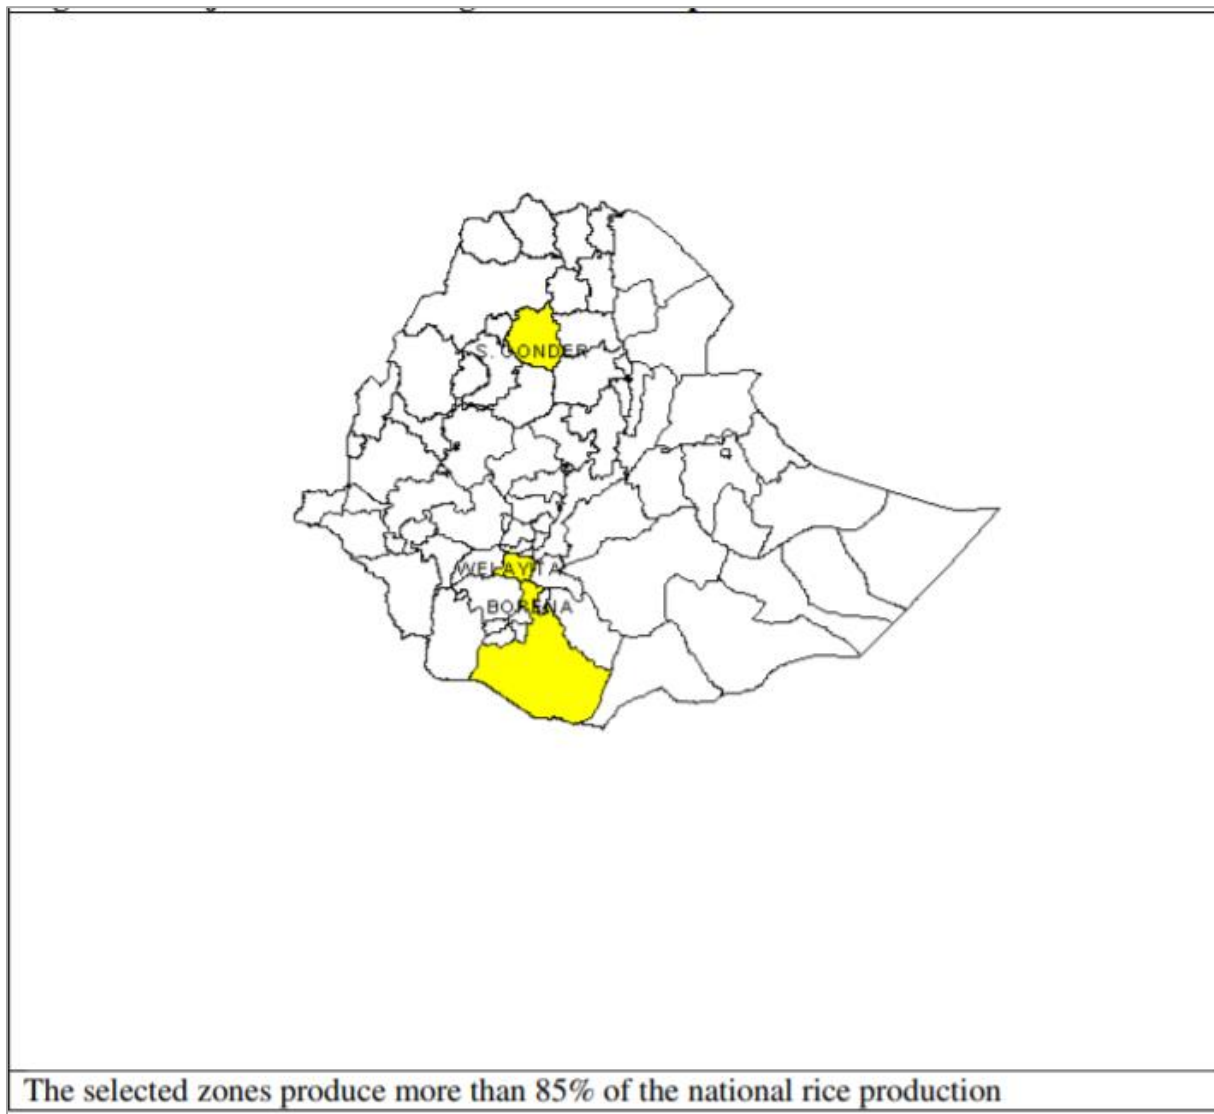 S. GONDER
WELAYITA
BORENA
The selected zones produce more than 85% of the national rice production